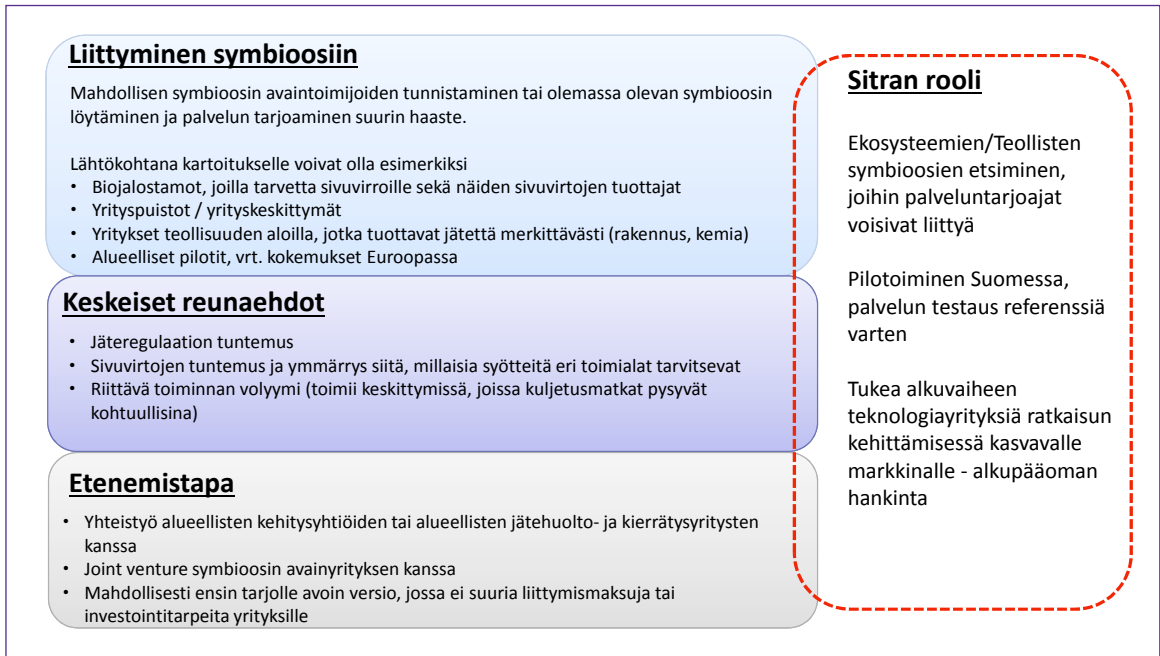 Liittyminen symbioosiin
Mahdollisen symbioosin avaintoimijoiden tunnistaminen tai olemassa olevan symbioosin
löytäminen ja palvelun tarjoaminen suurin haaste.
Lähtökohtana kartoitukselle voivat olla esimerkiksi
• Biojalostamot, joilla tarvetta sivuvirroille sekä näiden sivuvirtojen tuottajat
• Yrityspuistot / yrityskeskittymät
• Yritykset teollisuuden aloilla, jotka tuottavat jätettä merkittävästi (rakennus, kemia)
• Alueelliset pilotit, vrt. kokemukset Euroopassa
Keskeiset reunaehdot
• Jäteregulaation tuntemus
• Sivuvirtojen tuntemus ja ymmärrys siitä, millaisia syötteitä eri toimialat tarvitsevat
• Riittävä toiminnan volyymi (toimii keskittymissä, joissa kuljetusmatkat pysyvät
kohtuullisina)
Etenemistapa
• Yhteistyö alueellisten kehitysyhtiöiden tai alueellisten jätehuolto- ja kierrätysyritysten
kanssa
• Joint venture symbioosin avainyrityksen kanssa
• Mahdollisesti ensin tarjolle avoin versio, jossa ei suuria liittymismaksuja tai
investointitarpeita yrityksille
Sitran rooli
Ekosysteemien/Teollisten
symbioosien etsiminen,
joihin palveluntarjoajat
voisivat liittyä
Pilotoiminen Suomessa,
palvelun testaus referenssiä
varten
Tukea alkuvaiheen
teknologiayrityksiä ratkaisun
kehittämisessä kasvavalle
markkinalle - alkupääoman
hankinta